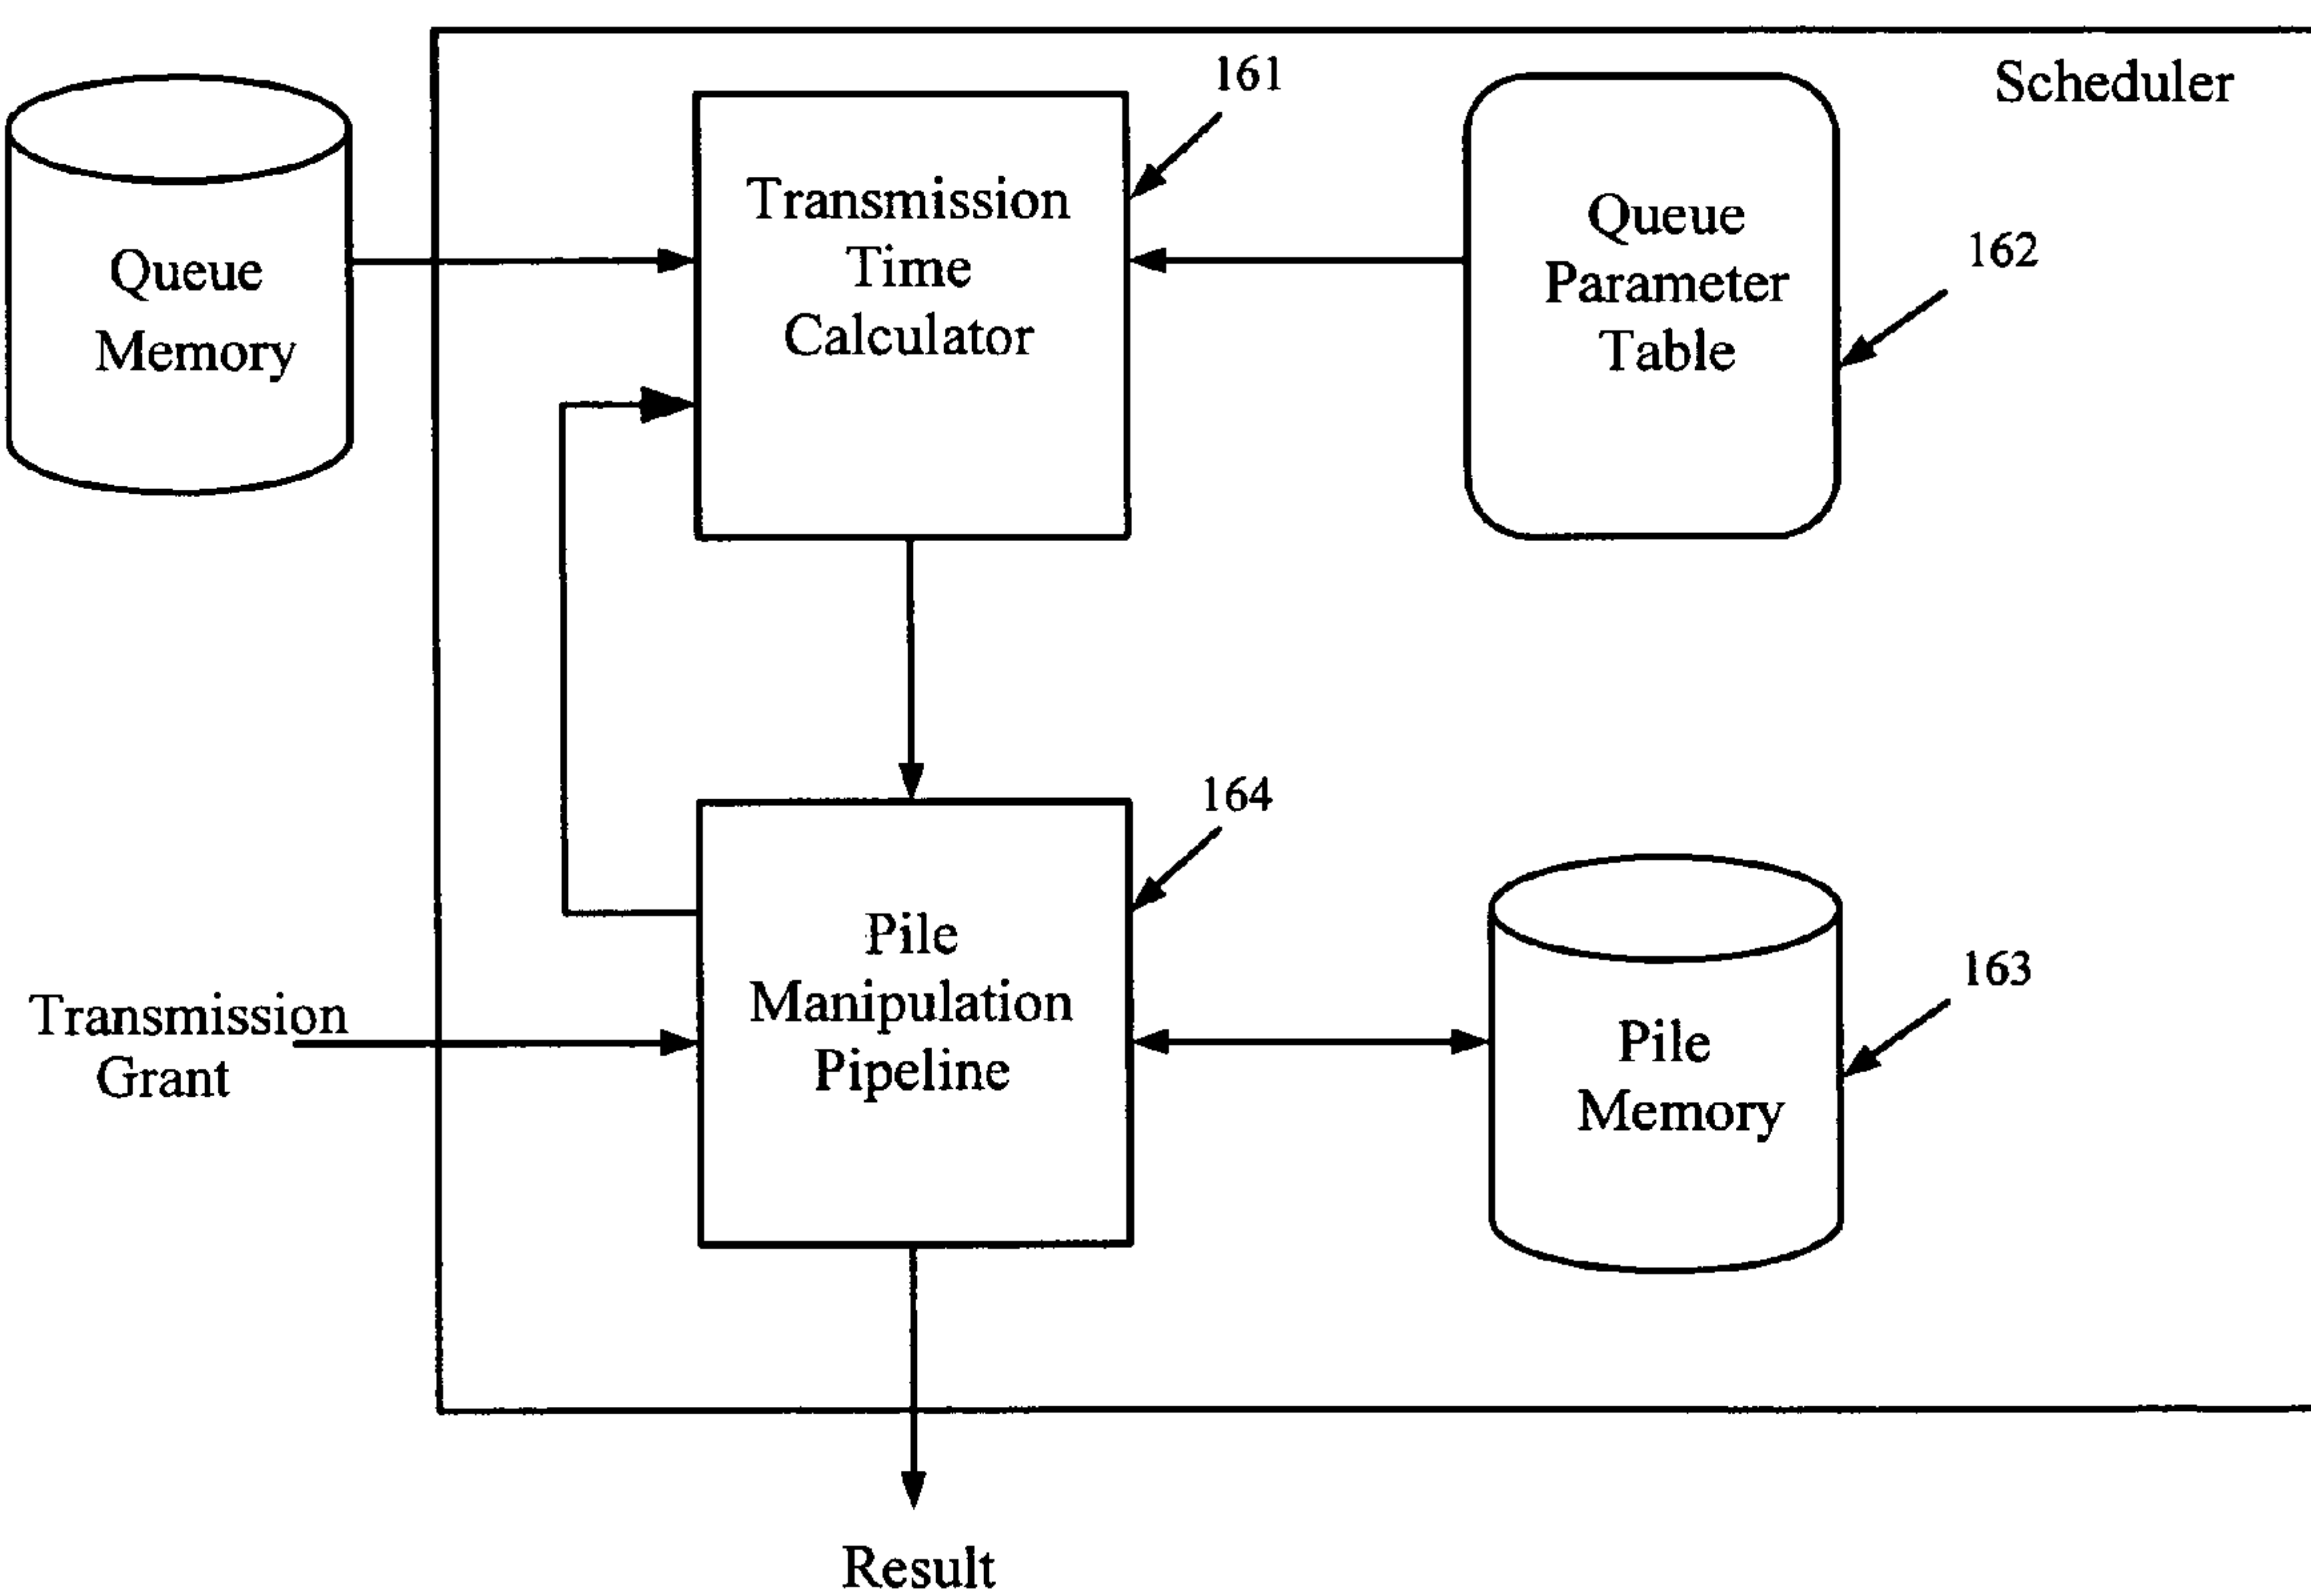 Scheduler
161
Transmission
Time
Calculator
Queue
Parameter
Table
162
Queue
Memory
164
Pile
Manipulation
Pipeline
163
Pile
Memory
Transmission
Grant
Result